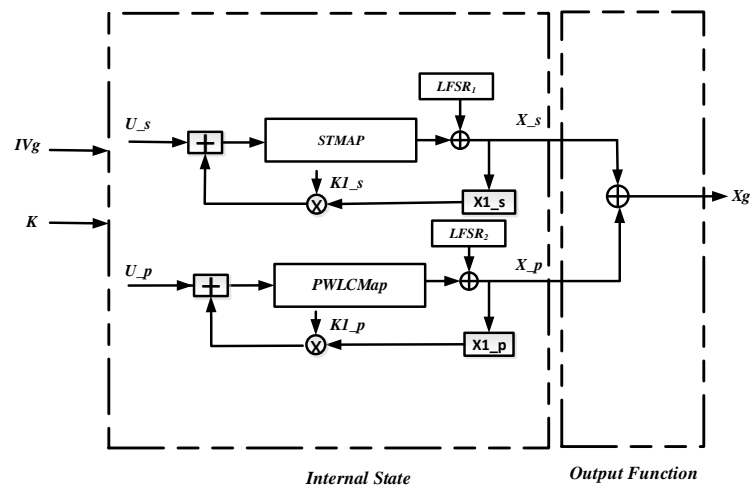 LFSR₁
U_s
X_s
IVg
+
STMAP
K1_s
X
X1_s
Xg
K
LFSR₂
U_p
X_p
+
PWLCMap
K1_p
X
X1_p
Internal State
Output Function